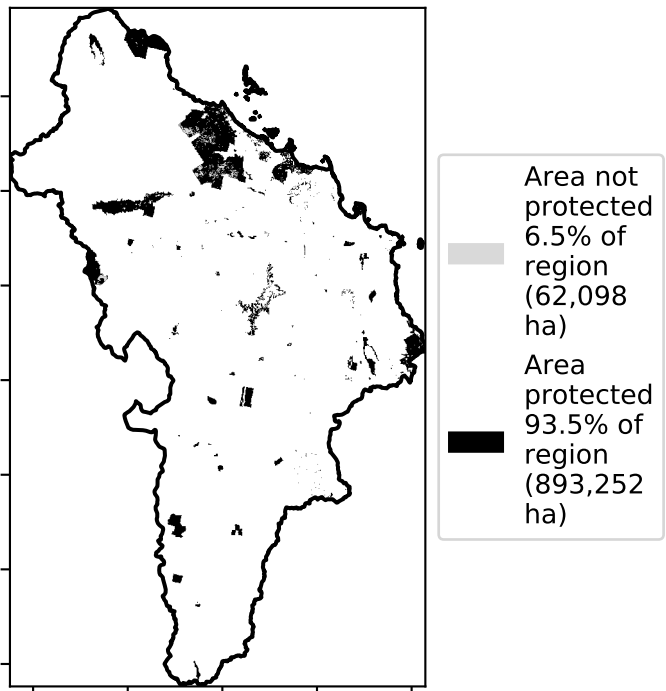 Area not
protected
6.5% of
region
(62,098
ha)
Area
protected
93.5% of
region
(893,252
ha)